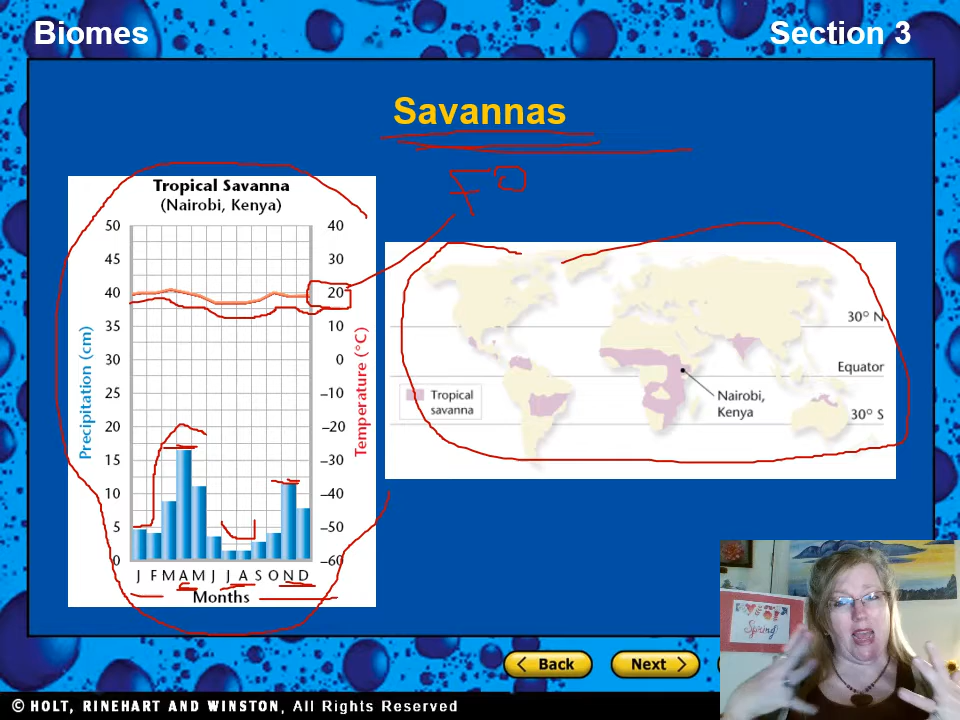 Biomes
Section 3
Savannas
70
Tropical Savanna
(Nairobi, Kenya)
50 40
45 30
40 20
35 10
30 0
25 –10
20 –20
15 –30
10 –40
5 –50
0 –60
Precipitation (cm)
Temperature (°C)
J F M A M J J A S O N D
Months
30° N
Equator
30° S
Tropical
savanna
Nairobi,
Kenya
Spring
< Back
Next >
© HOLT, RINEHART AND WINSTON, All Rights Reserved